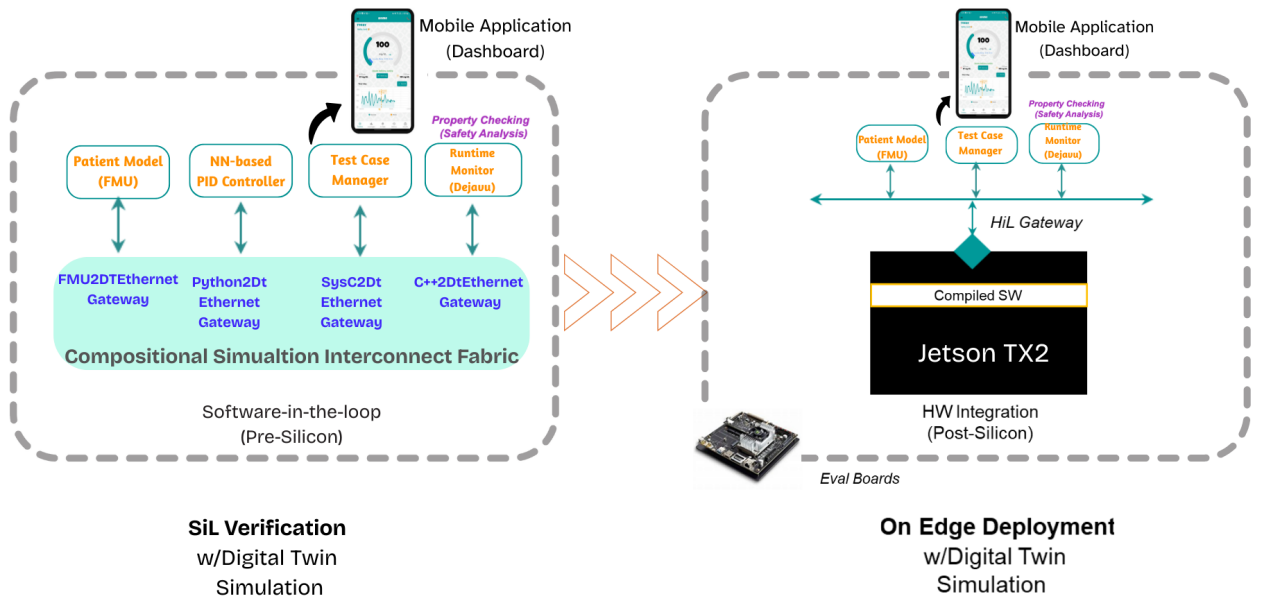 Mobile Application
(Dashboard)
100
Property Checking
(Safety Analysis)
Patient Model
(FMU)
NN-based
PID Controller
Test Case
Manager
Runtime
Monitor
(Dejavu)
FMU2DTEthernet
Gateway
Python2Dt
Ethernet
Gateway
SysC2Dt
Ethernet
Gateway
C++2DtEthernet
Gateway
Compositional Simualtion Interconnect Fabric
Software-in-the-loop
(Pre-Silicon)
SiL Verification
w/Digital Twin
Simulation
Mobile Application
(Dashboard)
100
Property Checking
(Safety Analysis)
Patient Model
(FMU)
Test Case
Manager
Runtime
Monitor
(Dejavu)
HiL Gateway
Compiled SW
Jetson TX2
HW Integration
(Post-Silicon)
Eval Boards
On Edge Deployment
w/Digital Twin
Simulation